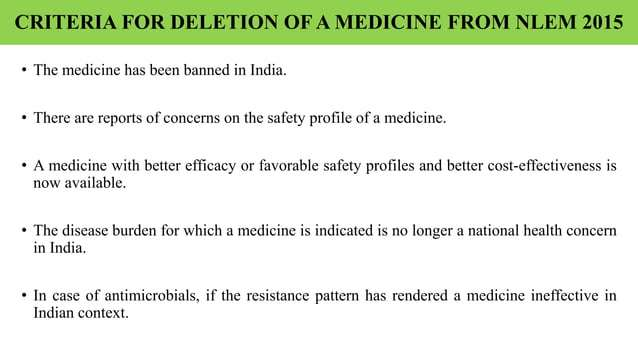 CRITERIA FOR DELETION OF A MEDICINE FROM NLEM 2015
• The medicine has been banned in India.
• There are reports of concerns on the safety profile of a medicine.
• A medicine with better efficacy or favorable safety profiles and better cost-effectiveness is
now available.
• The disease burden for which a medicine is indicated is no longer a national health concern
in India.
• In case of antimicrobials, if the resistance pattern has rendered a medicine ineffective in
Indian context.